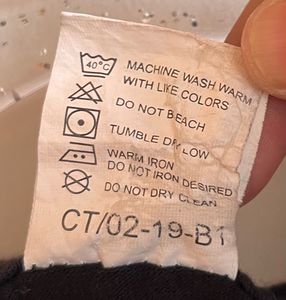 40°C
MACHINE WASH WARM
WITH LIKE COLORS
DO NOT BEACH
TUMBLE DRY LOW
WARM IRON
DO NOT IRON DESIRED
DO NOT DRY CLEAN
CT/02-19-B1